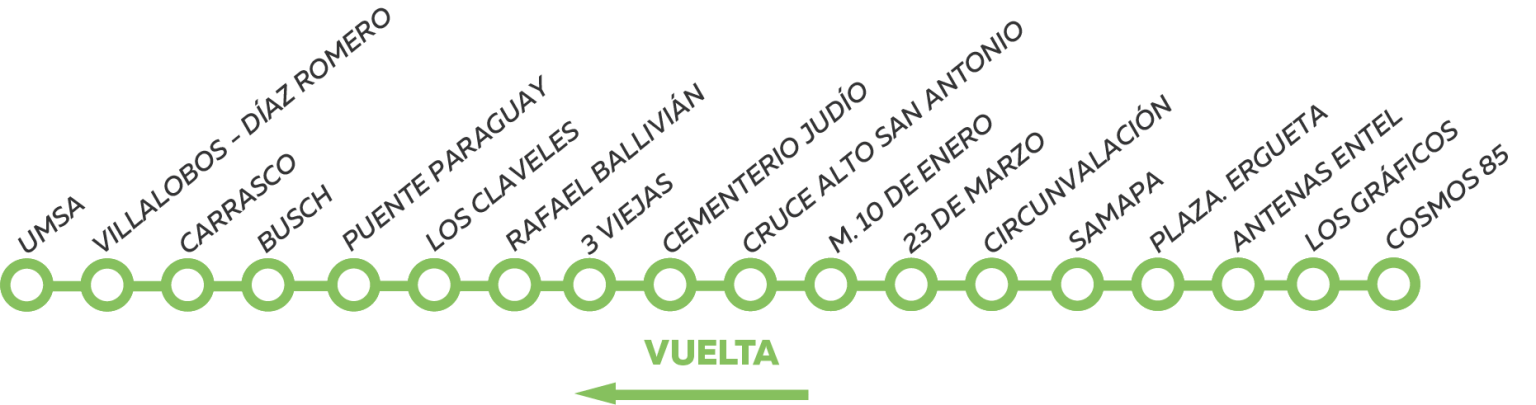 UMSA
VILLALOBOS - DÍAZ ROMERO
CARRASCO
BUSCH
PUENTE PARAGUAY
LOS CLAVELES
RAFAEL BALLIVIÁN
3 VIEJAS
CEMENTERIO JUDÍO
CRUCE ALTO SAN ANTONIO
M. 10 DE ENERO
23 DE MARZO
CIRCUNVALACIÓN
SAMAPA
PLAZA. ERGUETA
ANTENAS ENTEL
LOS GRÁFICOS
COSMOS 85
VUELTA